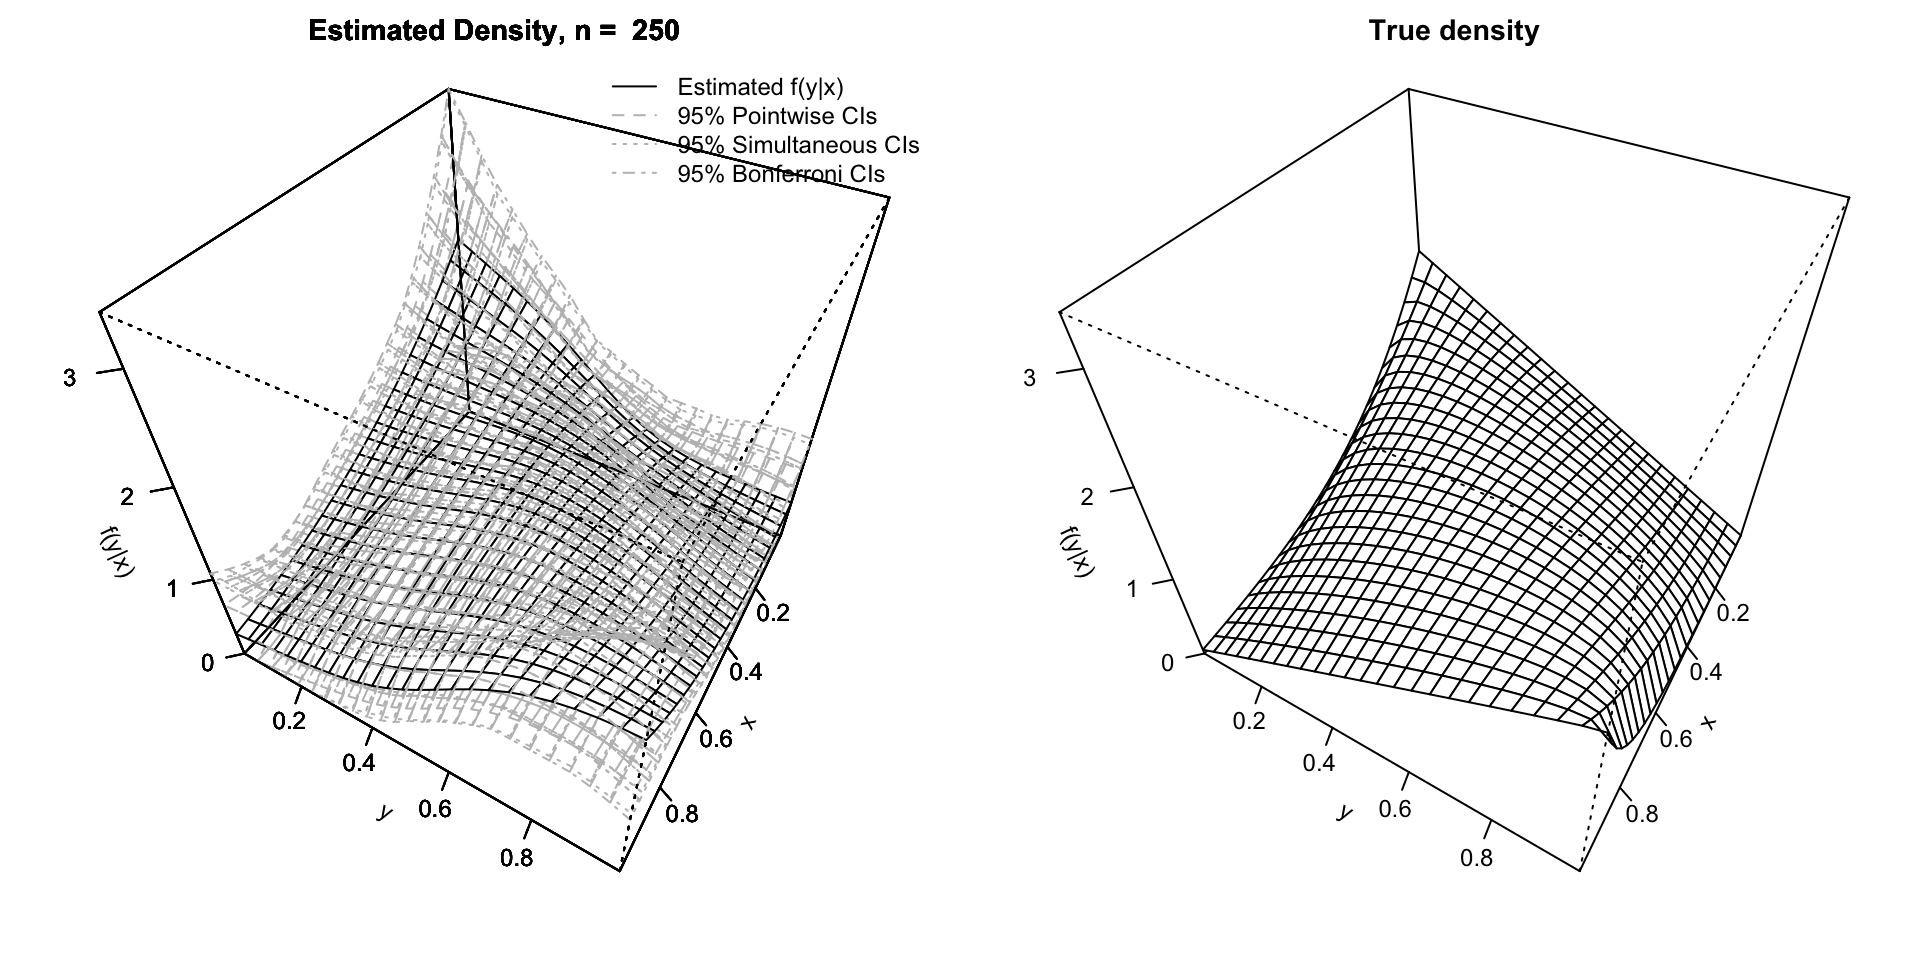 Estimated Density, n =  250
Estimated f(y|x)
95% Pointwise CIs
95% Simultaneous CIs
95% Bonferroni CIs
3
2
f(y|x)
1
0
0.2
0.4
y
0.6
0.8
0.2
0.4
0.6
x
0.8
True density
3
2
f(y|x)
1
0
0.2
0.4
y
0.6
0.8
0.2
0.4
0.6
x
0.8